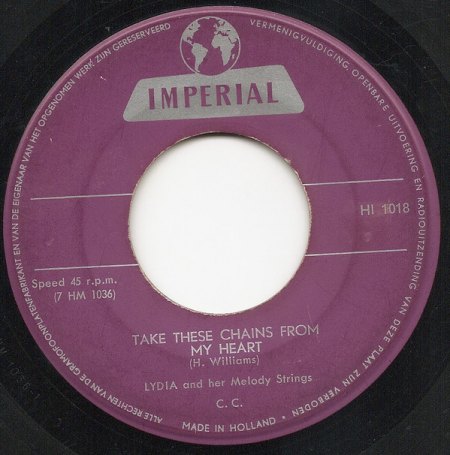 ALLE RECHTEN VAN DE GRAMOFOONPLATENFABRIKANT EN VAN DE EIGENAAR VAN HET OPGENOMEN WERK ZIJN GERESERVEERD
VERMENIGVULDIGING, OPENBARE UITVOERING EN RADIOUITZENDING VAN DEZE PLAAT ZIJN VERBODEN
IMPERIAL
HI 1018
Speed 45 r.p.m.
(7 HM 1036)
TAKE THESE CHAINS FROM
MY HEART
(H. Williams)
LYDIA and her Melody Strings
C. C.
MADE IN HOLLAND •